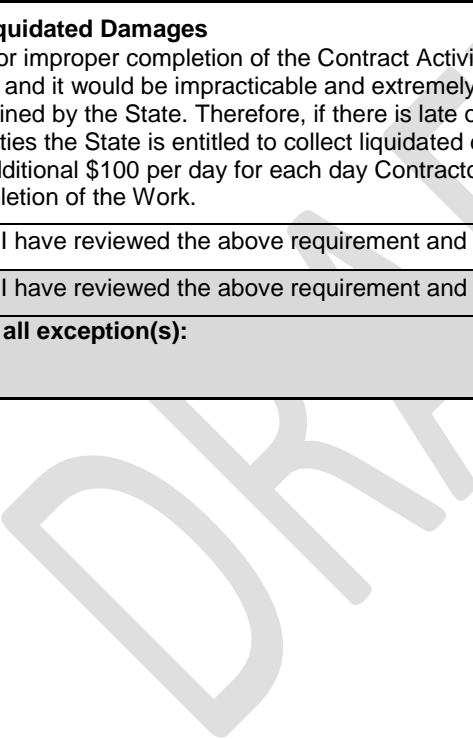 quidated Damages
or improper completion of the Contract Activi
and it would be impracticable and extremely
ined by the State. Therefore, if there is late o
ties the State is entitled to collect liquidated
dditional $100 per day for each day Contracto
letion of the Work.
I have reviewed the above requirement and
I have reviewed the above requirement and
all exception(s):
DRAF